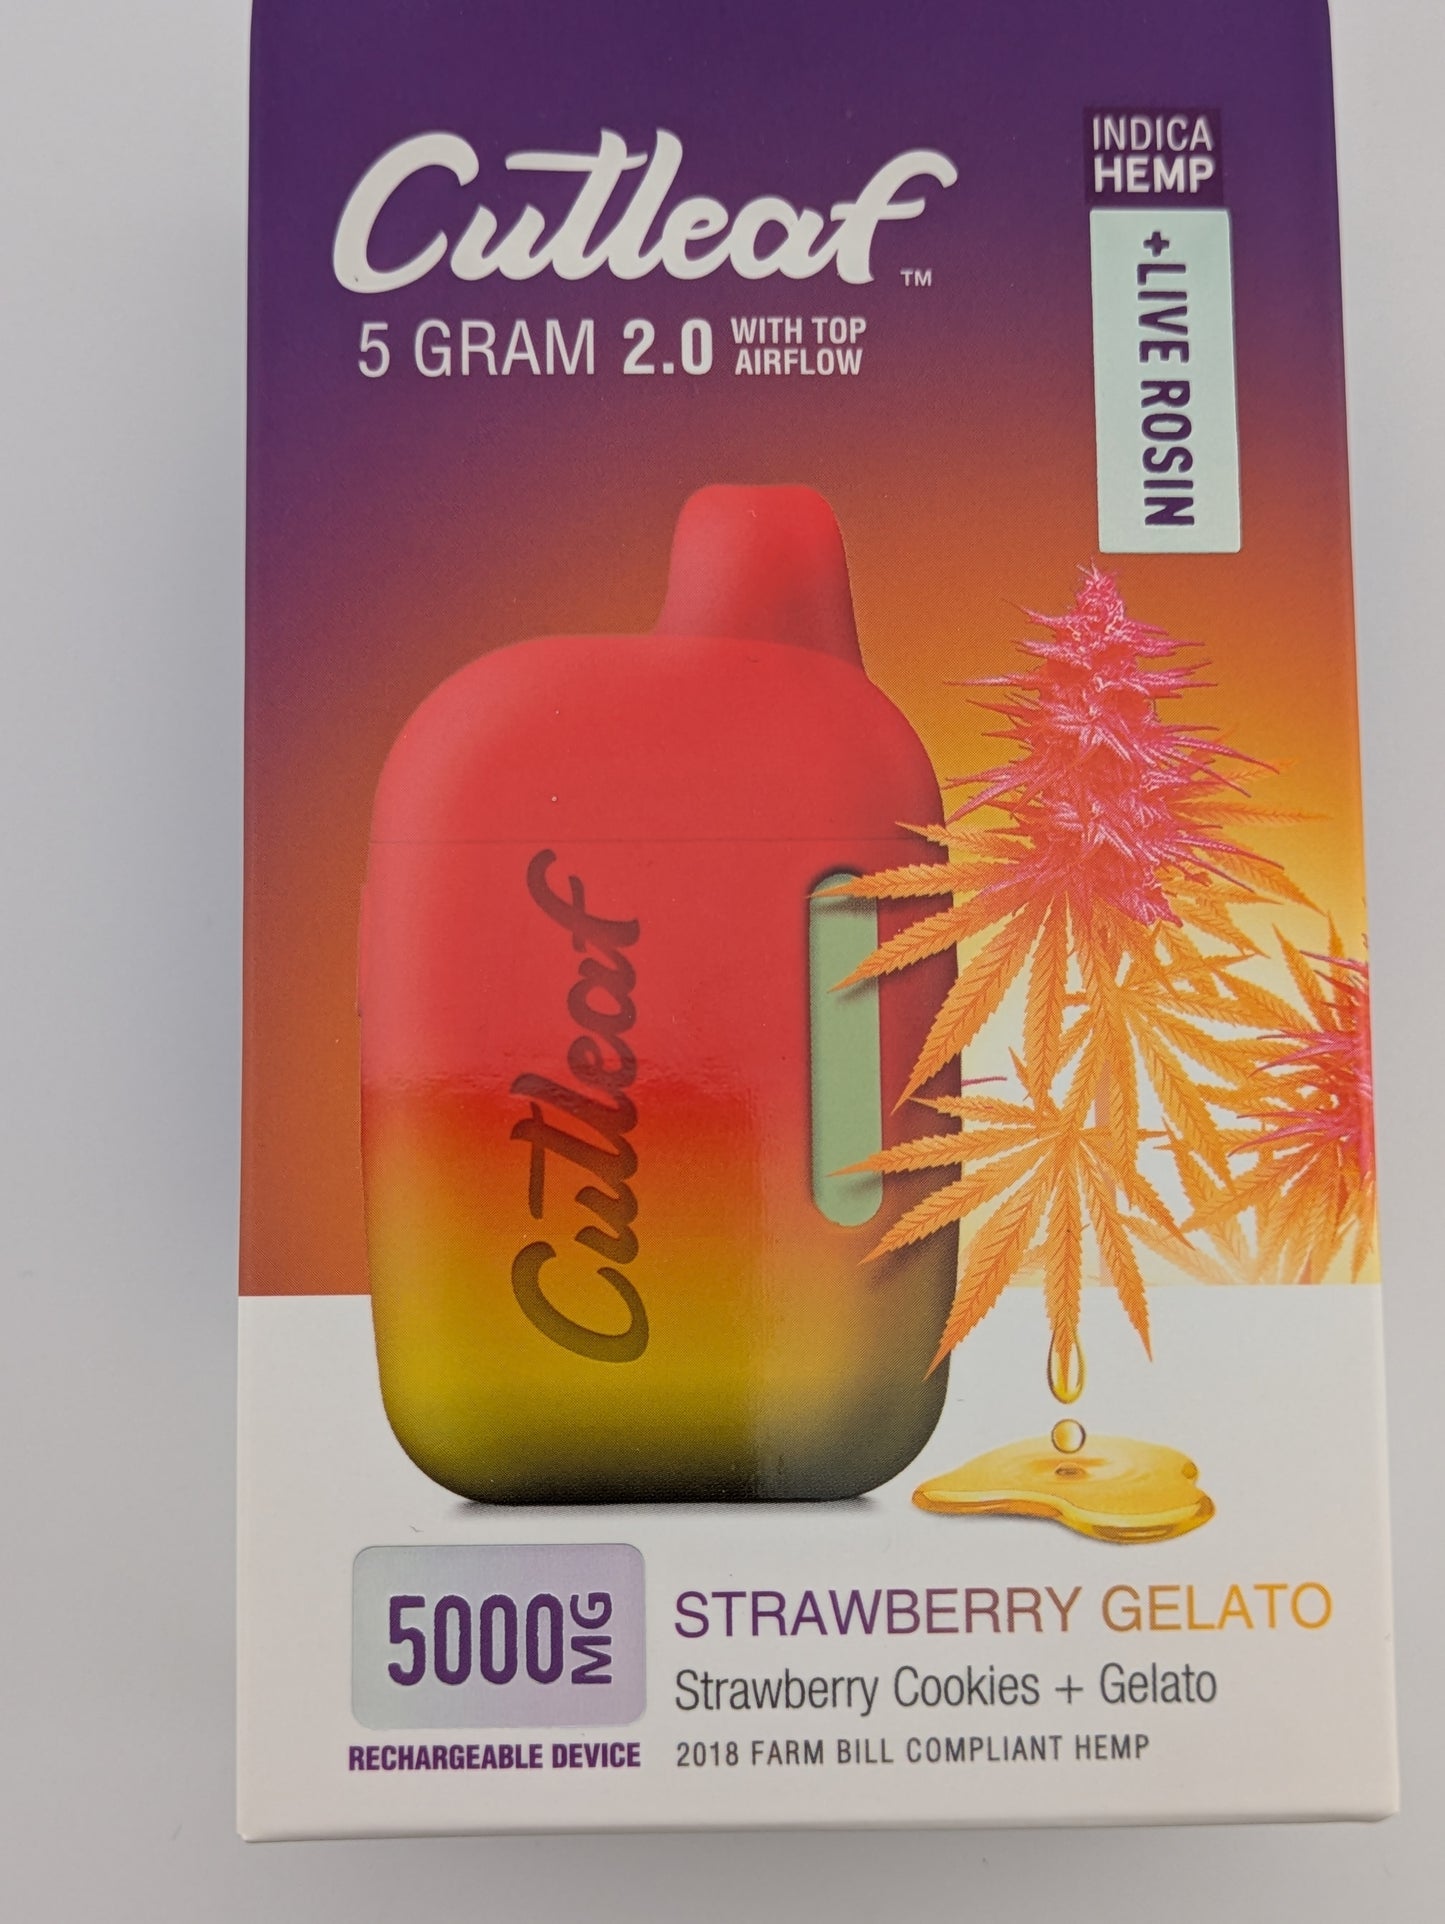 Cutleaf™
5 GRAM 2.0 WITH TOP AIRFLOW
INDICA
HEMP
+LIVE ROSIN
Cutleaf
5000MG
RECHARGEABLE DEVICE
STRAWBERRY GELATO
Strawberry Cookies + Gelato
2018 FARM BILL COMPLIANT HEMP